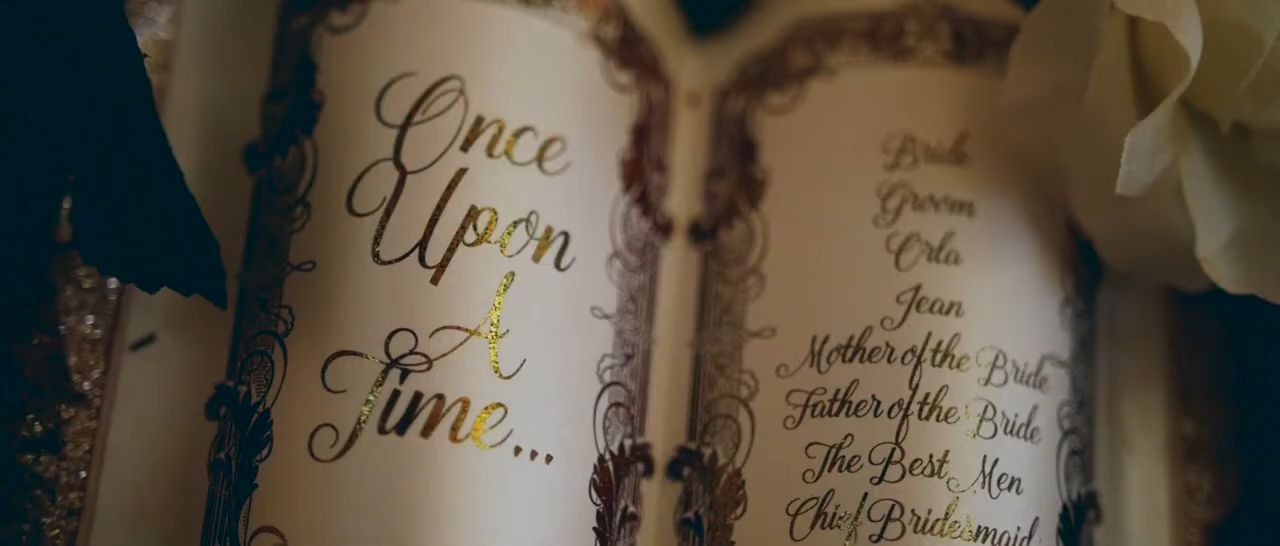 Once
Upon
A
Time...
Bride
Groom
Orla
Jean
Mother of the Bride
Father of the Bride
The Best Men
Chief Bridesmaid